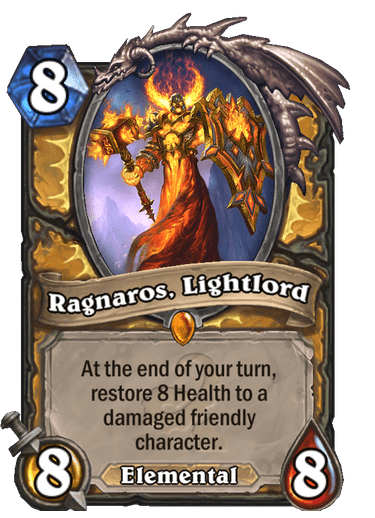 8
Ragnaros, Lightlord
At the end of your turn,
restore 8 Health to a
damaged friendly
character.
8
Elemental
8